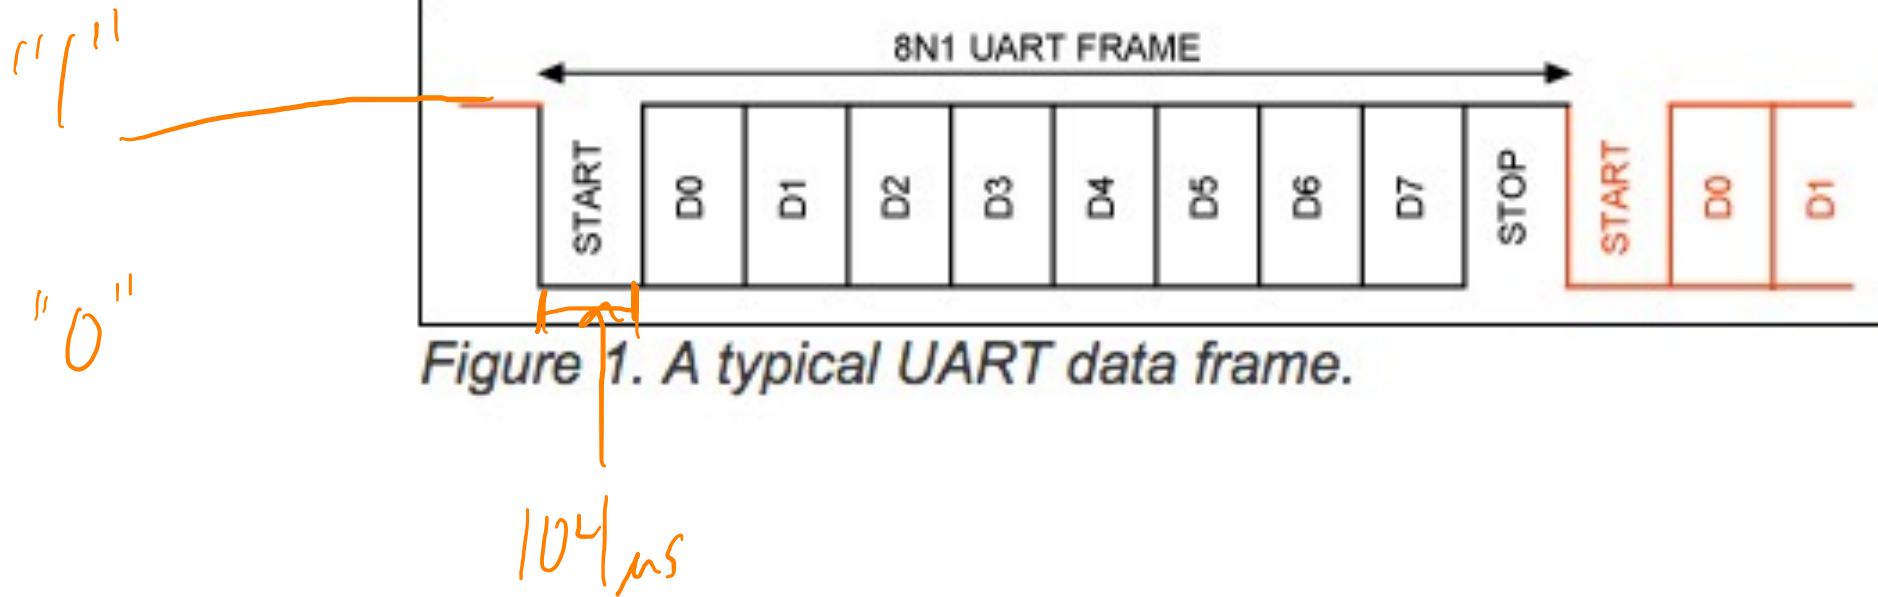 "1"
8N1 UART FRAME
START D0 D1 D2 D3 D4 D5 D6 D7 STOP START D0 D1
"0"
Figure 1. A typical UART data frame.
104 μs